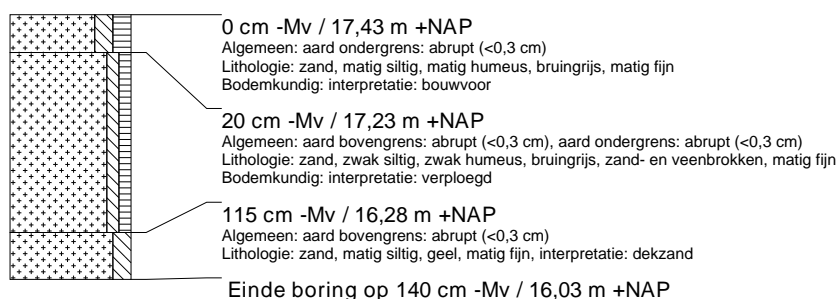 0 cm -Mv / 17,43 m +NAP
Algemeen: aard ondergrens: abrupt (<0,3 cm)
Lithologie: zand, matig siltig, matig humeus, bruingrijs, matig fijn
Bodemkundig: interpretatie: bouwvoor
20 cm -Mv / 17,23 m +NAP
Algemeen: aard bovengrens: abrupt (<0,3 cm), aard ondergrens: abrupt (<0,3 cm)
Lithologie: zand, zwak siltig, zwak humeus, bruingrijs, zand- en veenbrokken, matig fijn
Bodemkundig: interpretatie: verploegd
115 cm -Mv / 16,28 m +NAP
Algemeen: aard bovengrens: abrupt (<0,3 cm)
Lithologie: zand, matig siltig, geel, matig fijn, interpretatie: dekzand
Einde boring op 140 cm -Mv / 16,03 m +NAP